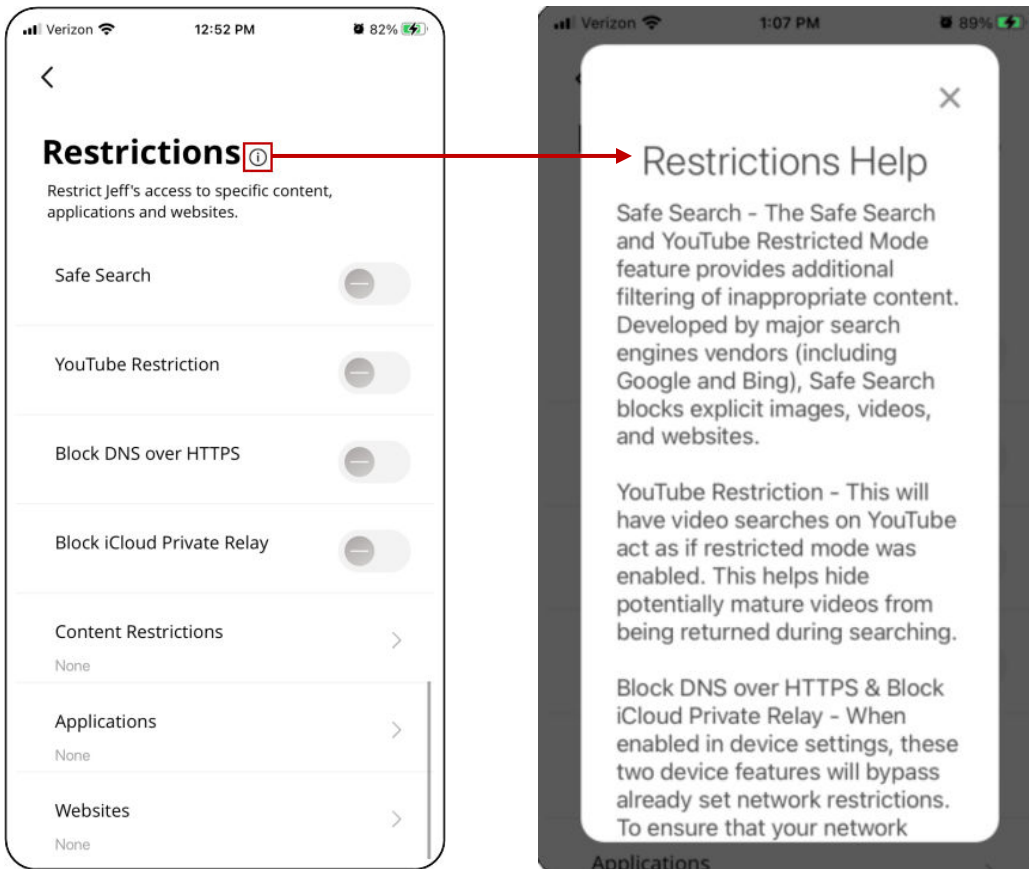 Verizon 12:52 PM 82%
Restrictions
Restrict Jeff's access to specific content,
applications and websites.
Safe Search
YouTube Restriction
Block DNS over HTTPS
Block iCloud Private Relay
Content Restrictions
None
Applications
None
Websites
None
Verizon 1:07 PM 89%
Restrictions Help
Safe Search - The Safe Search
and YouTube Restricted Mode
feature provides additional
filtering of inappropriate content.
Developed by major search
engines vendors (including
Google and Bing), Safe Search
blocks explicit images, videos,
and websites.
YouTube Restriction - This will
have video searches on YouTube
act as if restricted mode was
enabled. This helps hide
potentially mature videos from
being returned during searching.
Block DNS over HTTPS & Block
iCloud Private Relay - When
enabled in device settings, these
two device features will bypass
already set network restrictions.
To ensure that your network
Applications